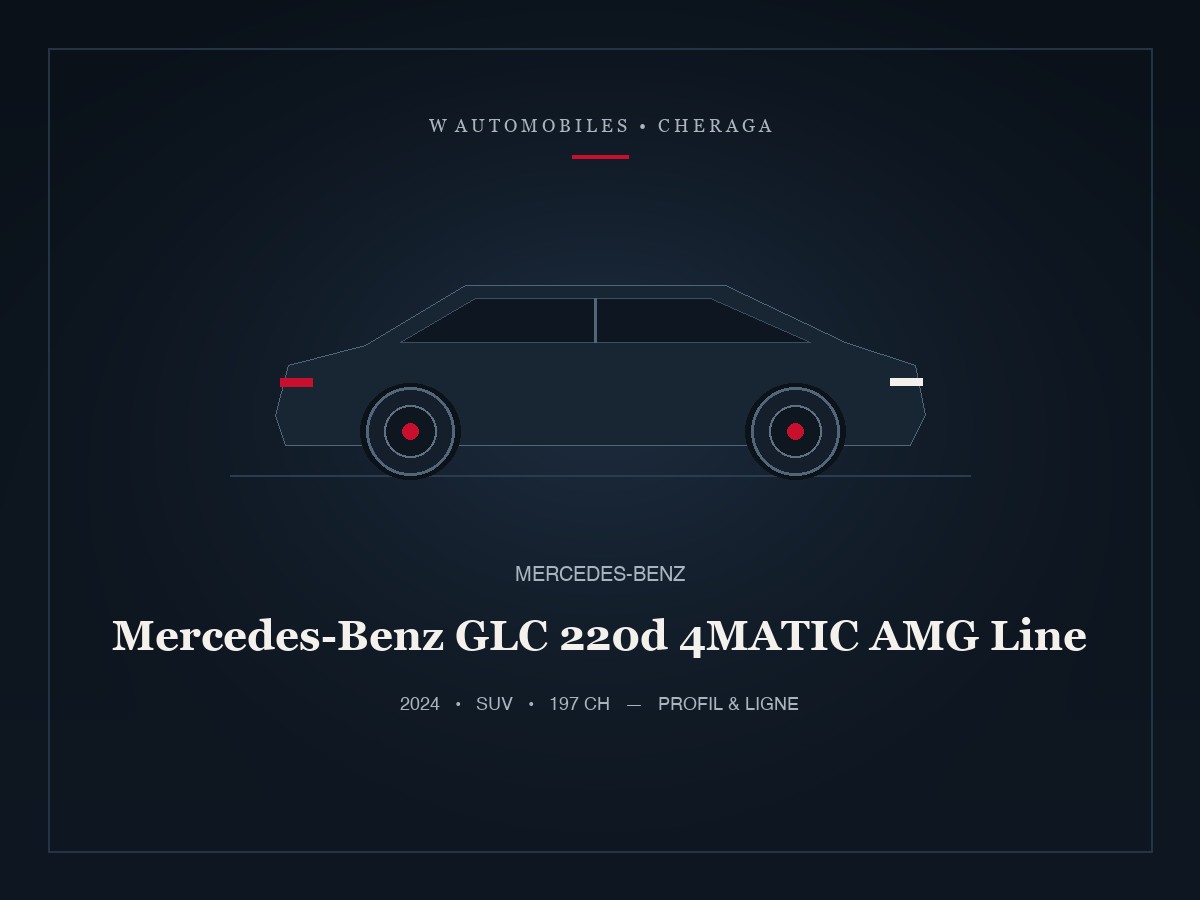 W AUTOMOBILES • CHERAGA
MERCEDES-BENZ
Mercedes-Benz GLC 220d 4MATIC AMG Line
2024 • SUV • 197 CH — PROFIL & LIGNE